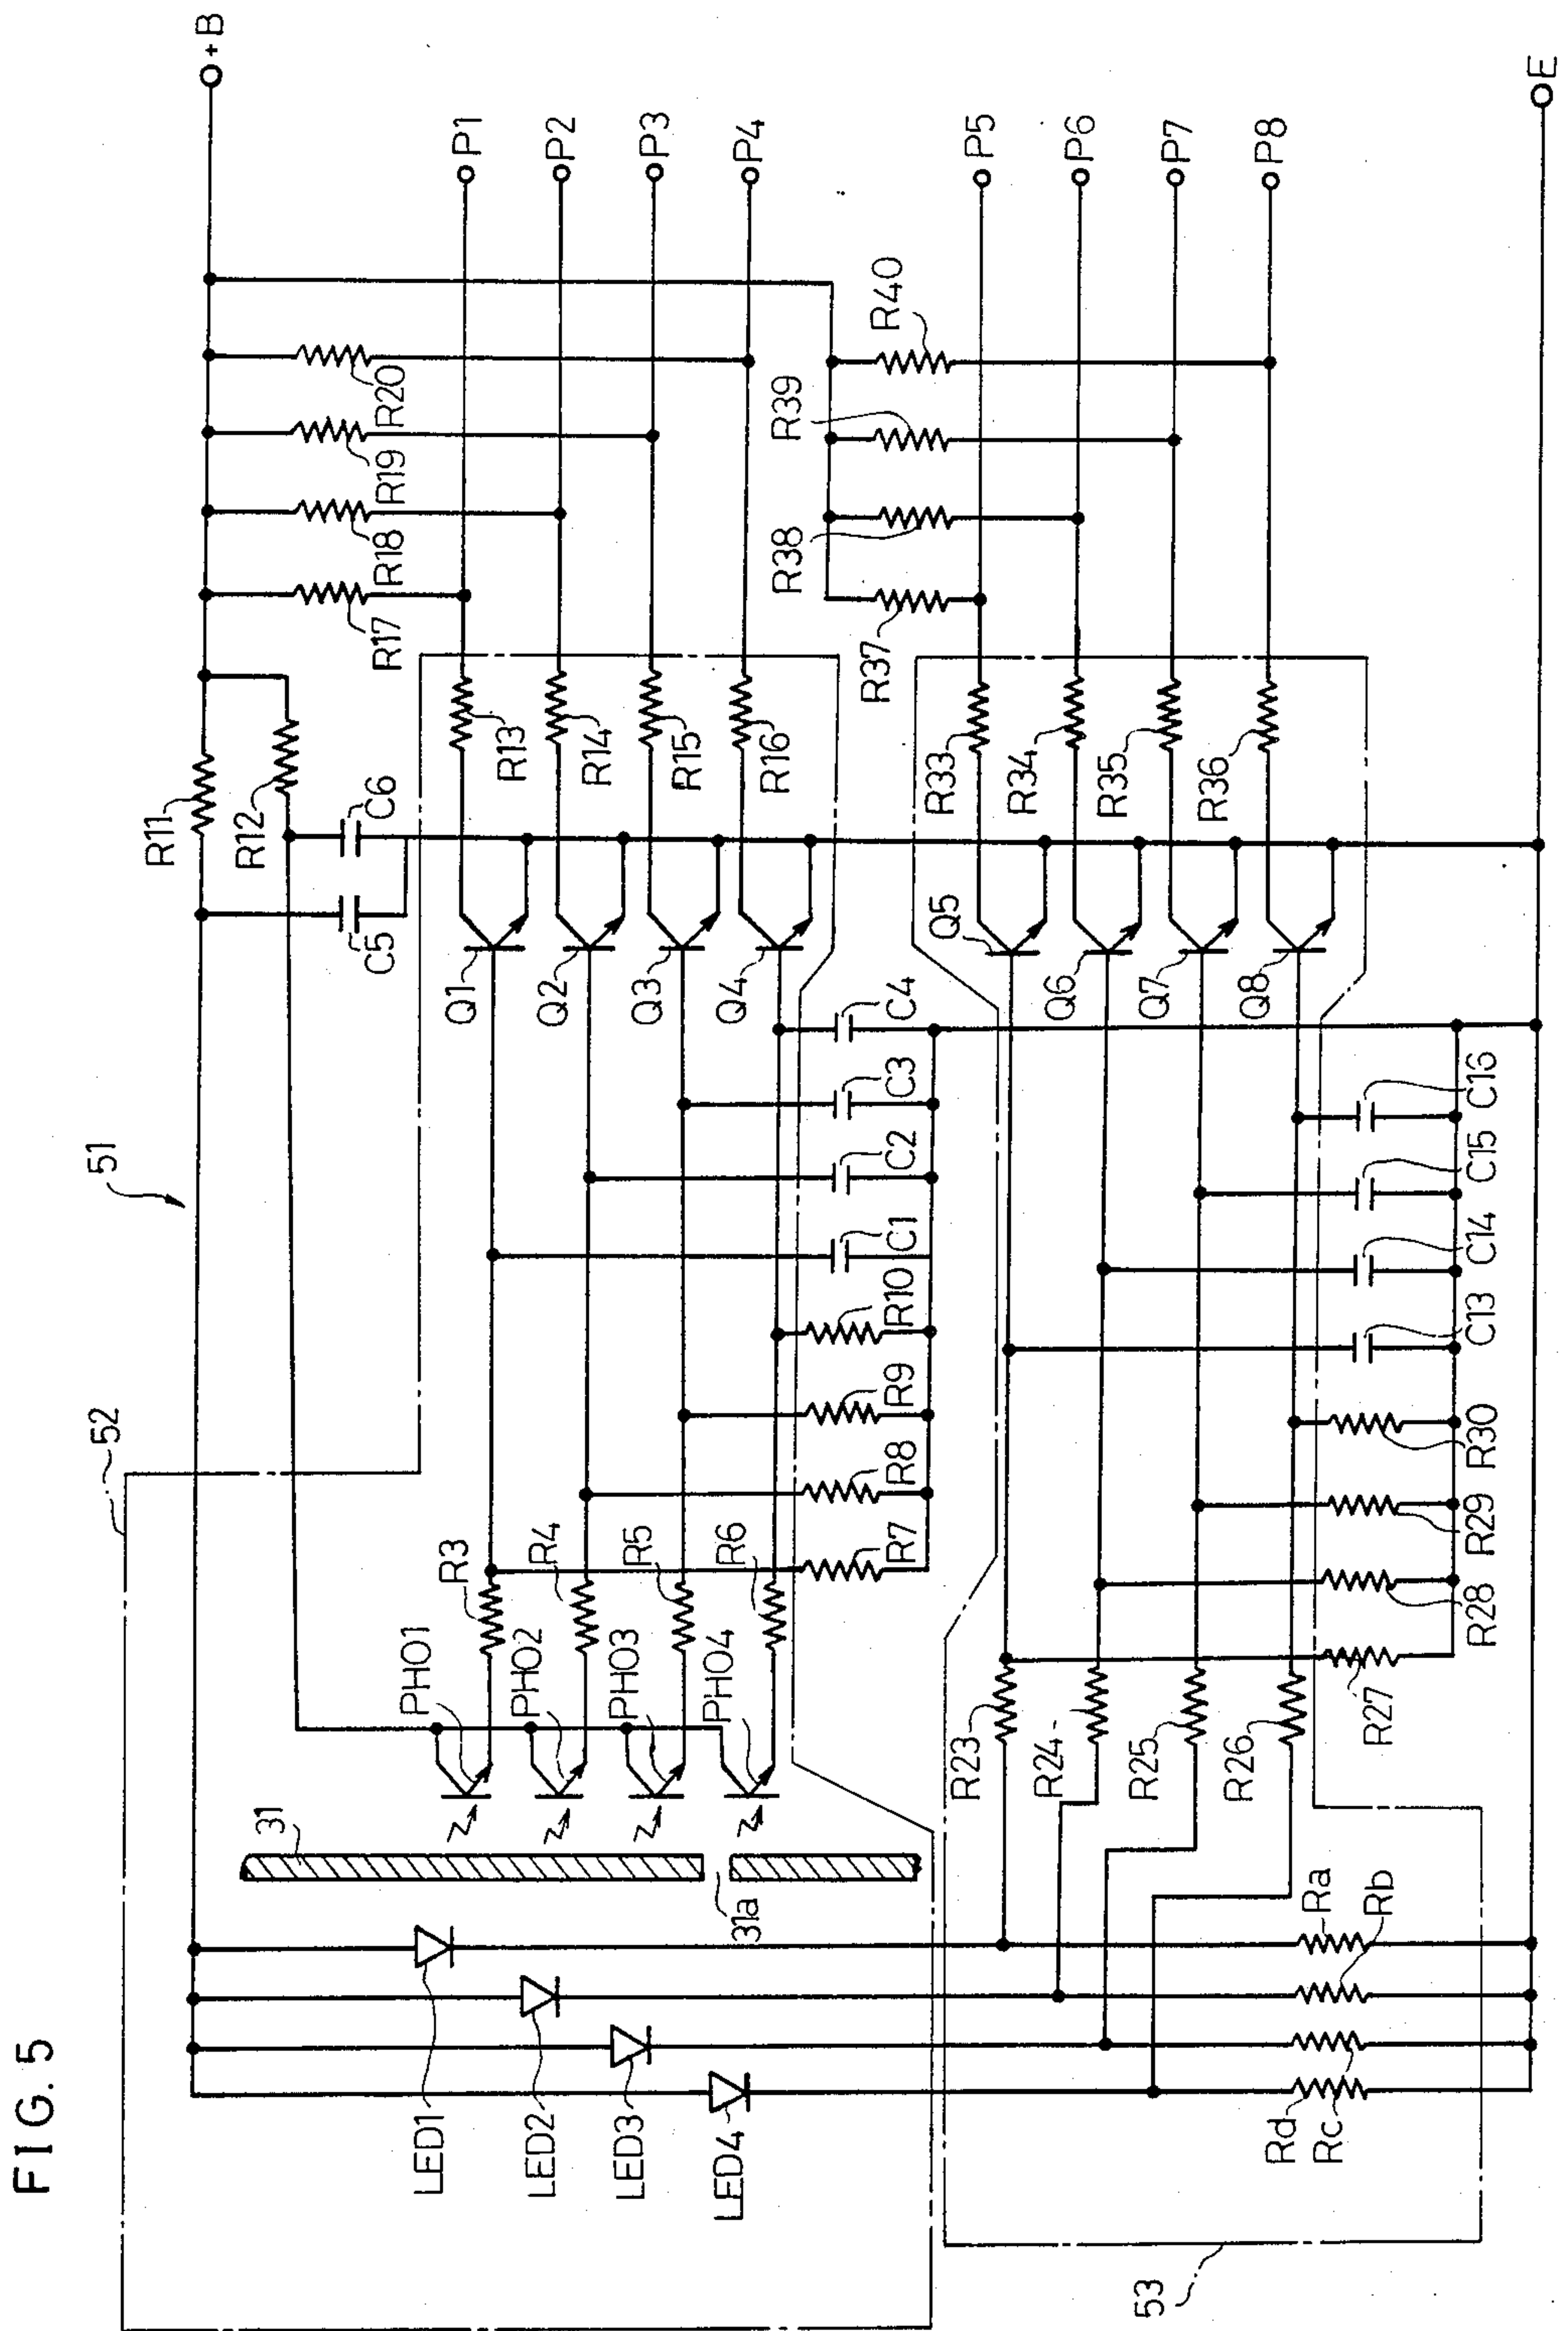 FIG. 5
51
52
53
+B
E
P1
P2
P3
P4
P5
P6
P7
P8
R11
R12
C5
C6
R17
R18
R19
R20
R13
R14
R15
R16
Q1
Q2
Q3
Q4
C1
C2
C3
C4
R7
R8
R9
R10
R3
R4
R5
R6
PHO1
PHO2
PHO3
PHO4
31
31a
LED1
LED2
LED3
LED4
R37
R38
R39
R40
R33
R34
R35
R36
Q5
Q6
Q7
Q8
C13
C14
C15
C16
R27
R28
R29
R30
R23
R24
R25
R26
Ra
Rb
Rc
Rd